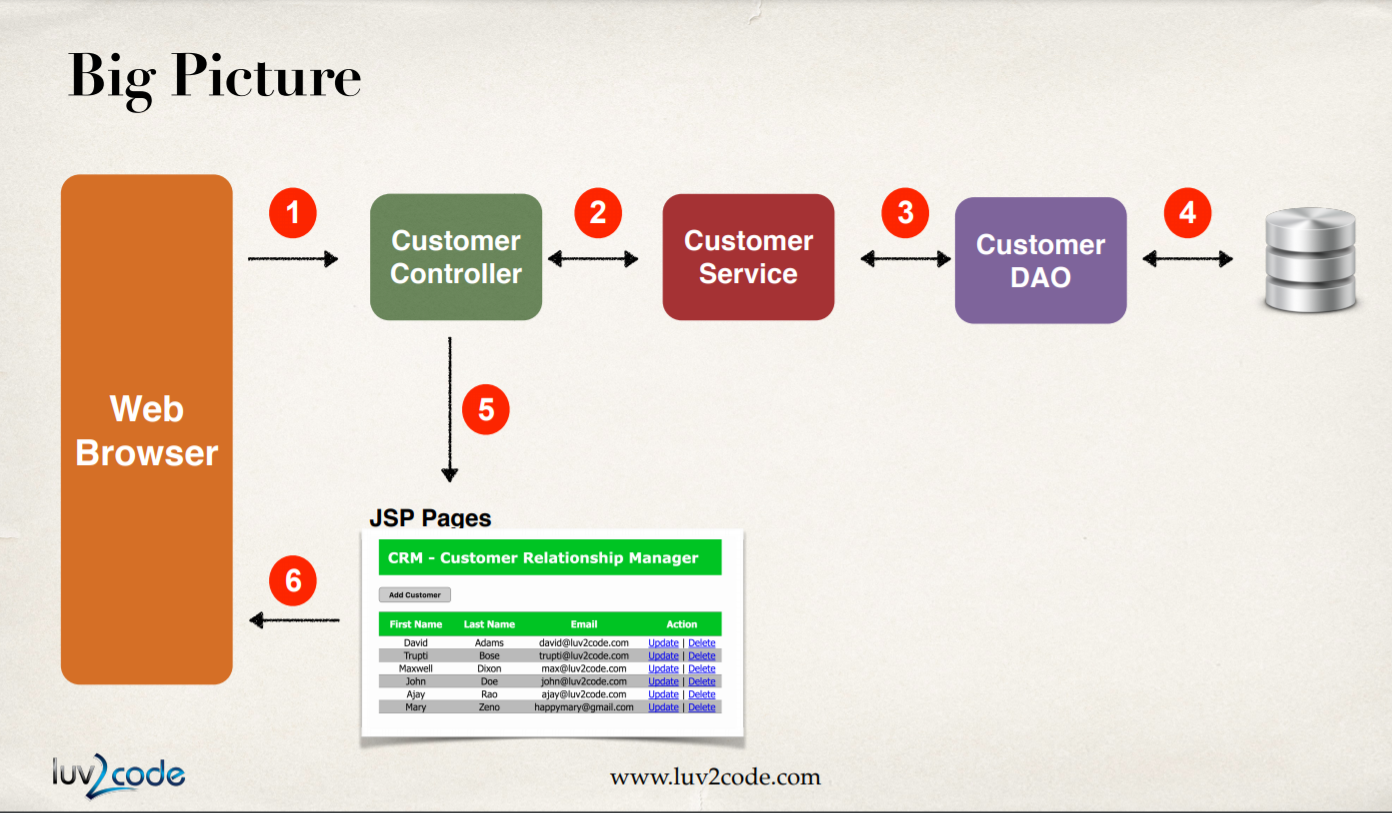 Big Picture
1
2
3
4
Customer
Controller
Customer
Service
Customer
DAO
Web
Browser
5
JSP Pages
6
CRM - Customer Relationship Manager
Add Customer
First Name Last Name Email Action
David Adams david@luv2code.com Update | Delete
Trupti Bose trupti@luv2code.com Update | Delete
Maxwell Dixon max@luv2code.com Update | Delete
John Doe john@luv2code.com Update | Delete
Ajay Rao ajay@luv2code.com Update | Delete
Mary Zeno happymary@gmail.com Update | Delete
luv2code
www.luv2code.com